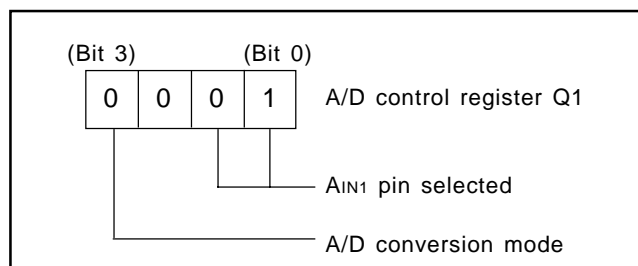 (Bit 3) (Bit 0)
0 0 0 1 A/D control register Q1
AIN1 pin selected
A/D conversion mode